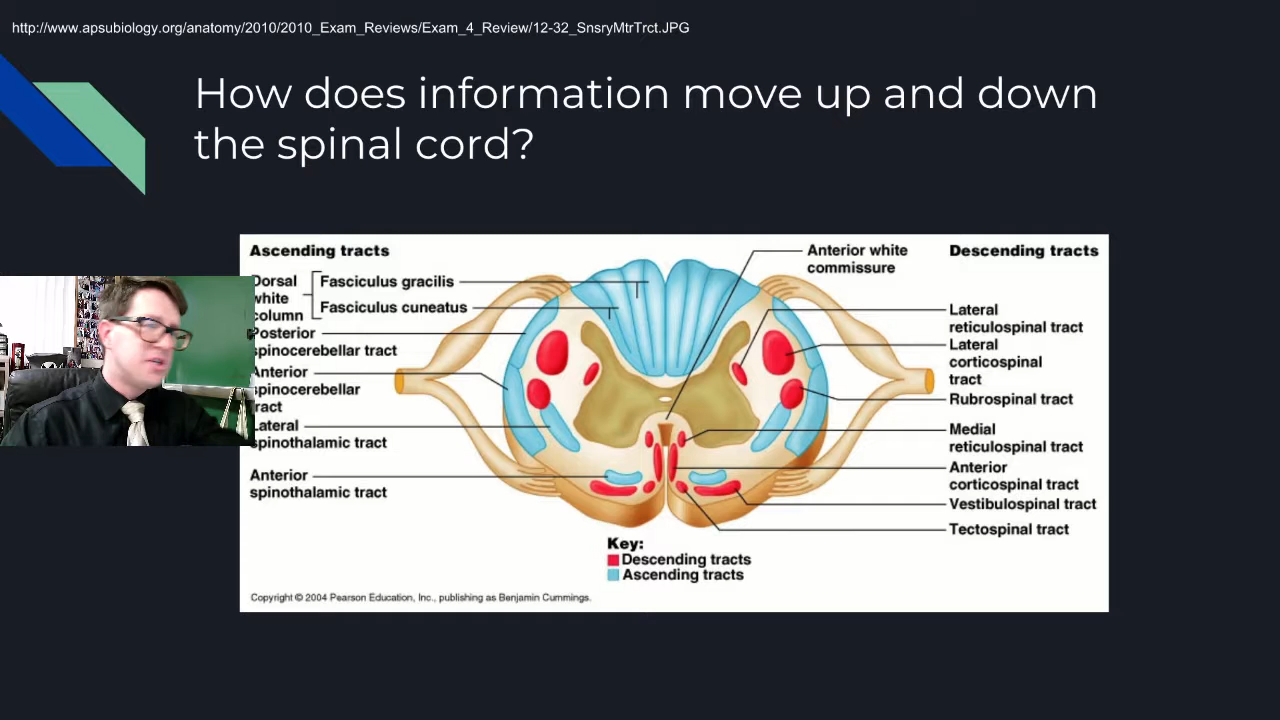 http://www.apsubiology.org/anatomy/2010/2010_Exam_Reviews/Exam_4_Review/12-32_SnsryMtrTrct.JPG
How does information move up and down
the spinal cord?
Ascending tracts
Dorsal
white
column
Fasciculus gracilis
Fasciculus cuneatus
Posterior
spinocerebellar tract
Anterior
spinocerebellar
tract
Lateral
spinothalamic tract
Anterior
spinothalamic tract
Anterior white
commissure
Descending tracts
Lateral
reticulospinal tract
Lateral
corticospinal
tract
Rubrospinal tract
Medial
reticulospinal tract
Anterior
corticospinal tract
Vestibulospinal tract
Tectospinal tract
Key:
Descending tracts
Ascending tracts
Copyright © 2004 Pearson Education, Inc., publishing as Benjamin Cummings.